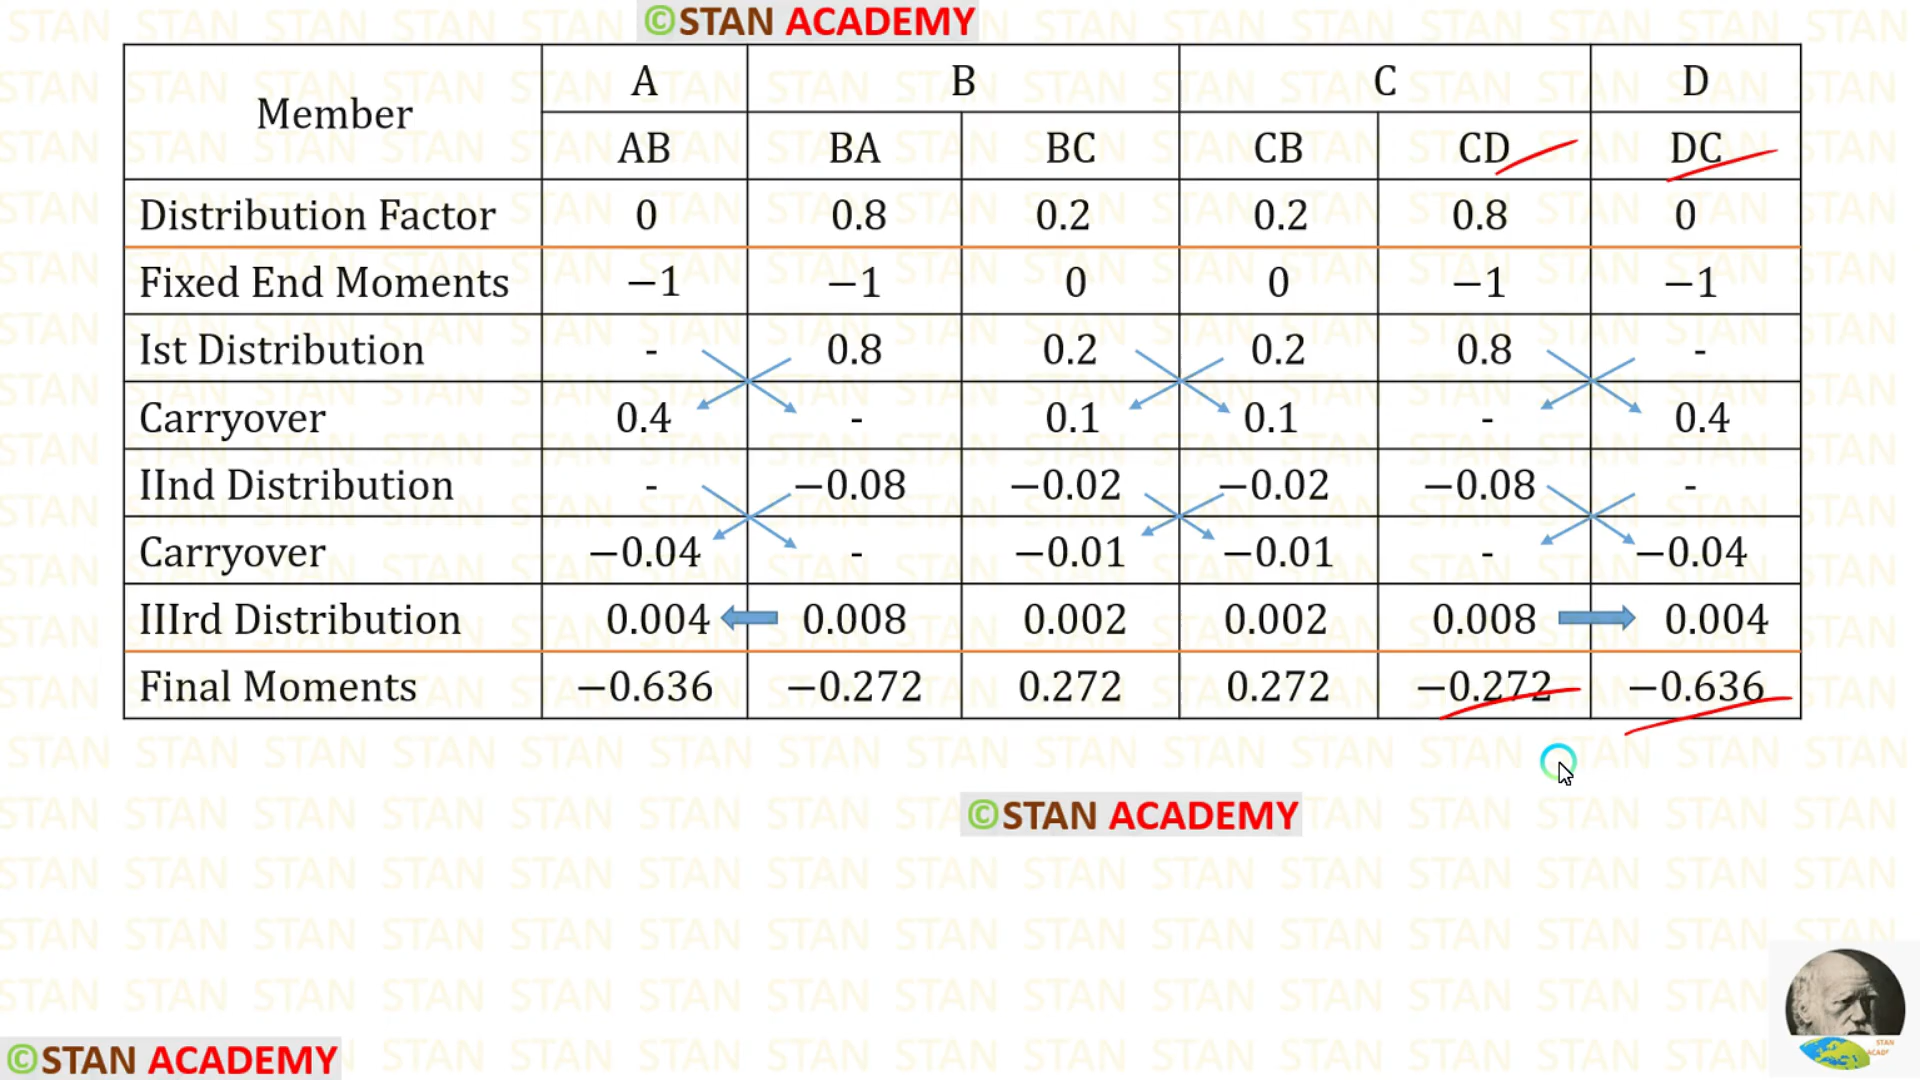 ©STAN ACADEMY
Member A B C D
AB BA BC CB CD DC
Distribution Factor 0 0.8 0.2 0.2 0.8 0
Fixed End Moments −1 −1 0 0 −1 −1
Ist Distribution - 0.8 0.2 0.2 0.8 -
Carryover 0.4 - 0.1 0.1 - 0.4
IInd Distribution - −0.08 −0.02 −0.02 −0.08 -
Carryover −0.04 - −0.01 −0.01 - −0.04
IIIrd Distribution 0.004 0.008 0.002 0.002 0.008 0.004
Final Moments −0.636 −0.272 0.272 0.272 −0.272 −0.636
©STAN ACADEMY
©STAN ACADEMY
STAN